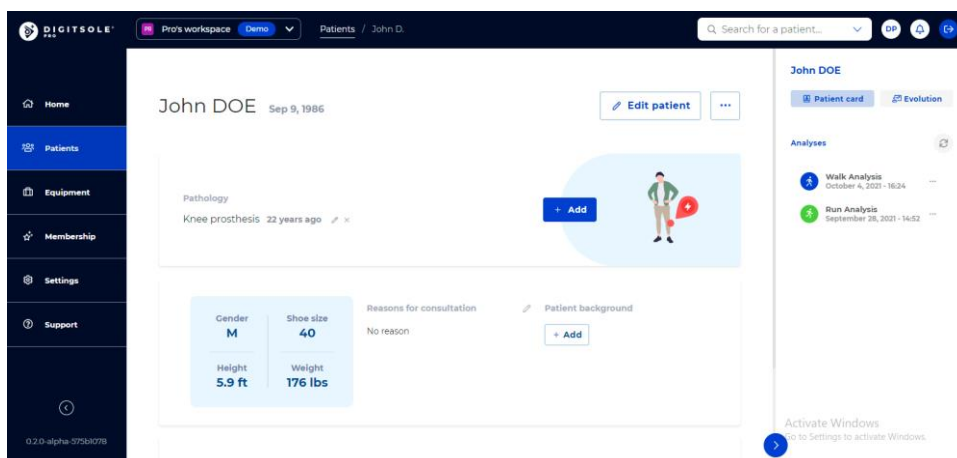 DIGITSOLE
PRO
PG Pro's workspace Demo
Patients / John D.
Search for a patient...
DP
Home
Patients
Equipment
Membership
Settings
Support
0.2.0-alpha-575b1078
John DOE Sep 9, 1986
Edit patient
...
Pathology
Knee prosthesis 22 years ago
+ Add
Gender
M
Shoe size
40
Height
5.9 ft
Weight
176 lbs
Reasons for consultation
No reason
Patient background
+ Add
John DOE
Patient card
Evolution
Analyses
Walk Analysis
October 4, 2021 - 16:24
Run Analysis
September 28, 2021 - 14:52
Activate Windows
Go to Settings to activate Windows.